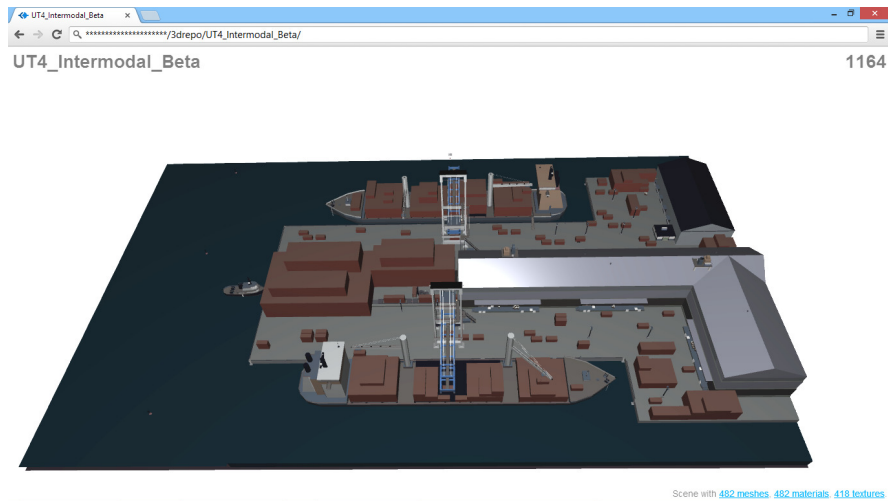 UT4_Intermodal_Beta
*********************/3drepo/UT4_Intermodal_Beta/
UT4_Intermodal_Beta
1164
Scene with 482 meshes, 482 materials, 418 textures